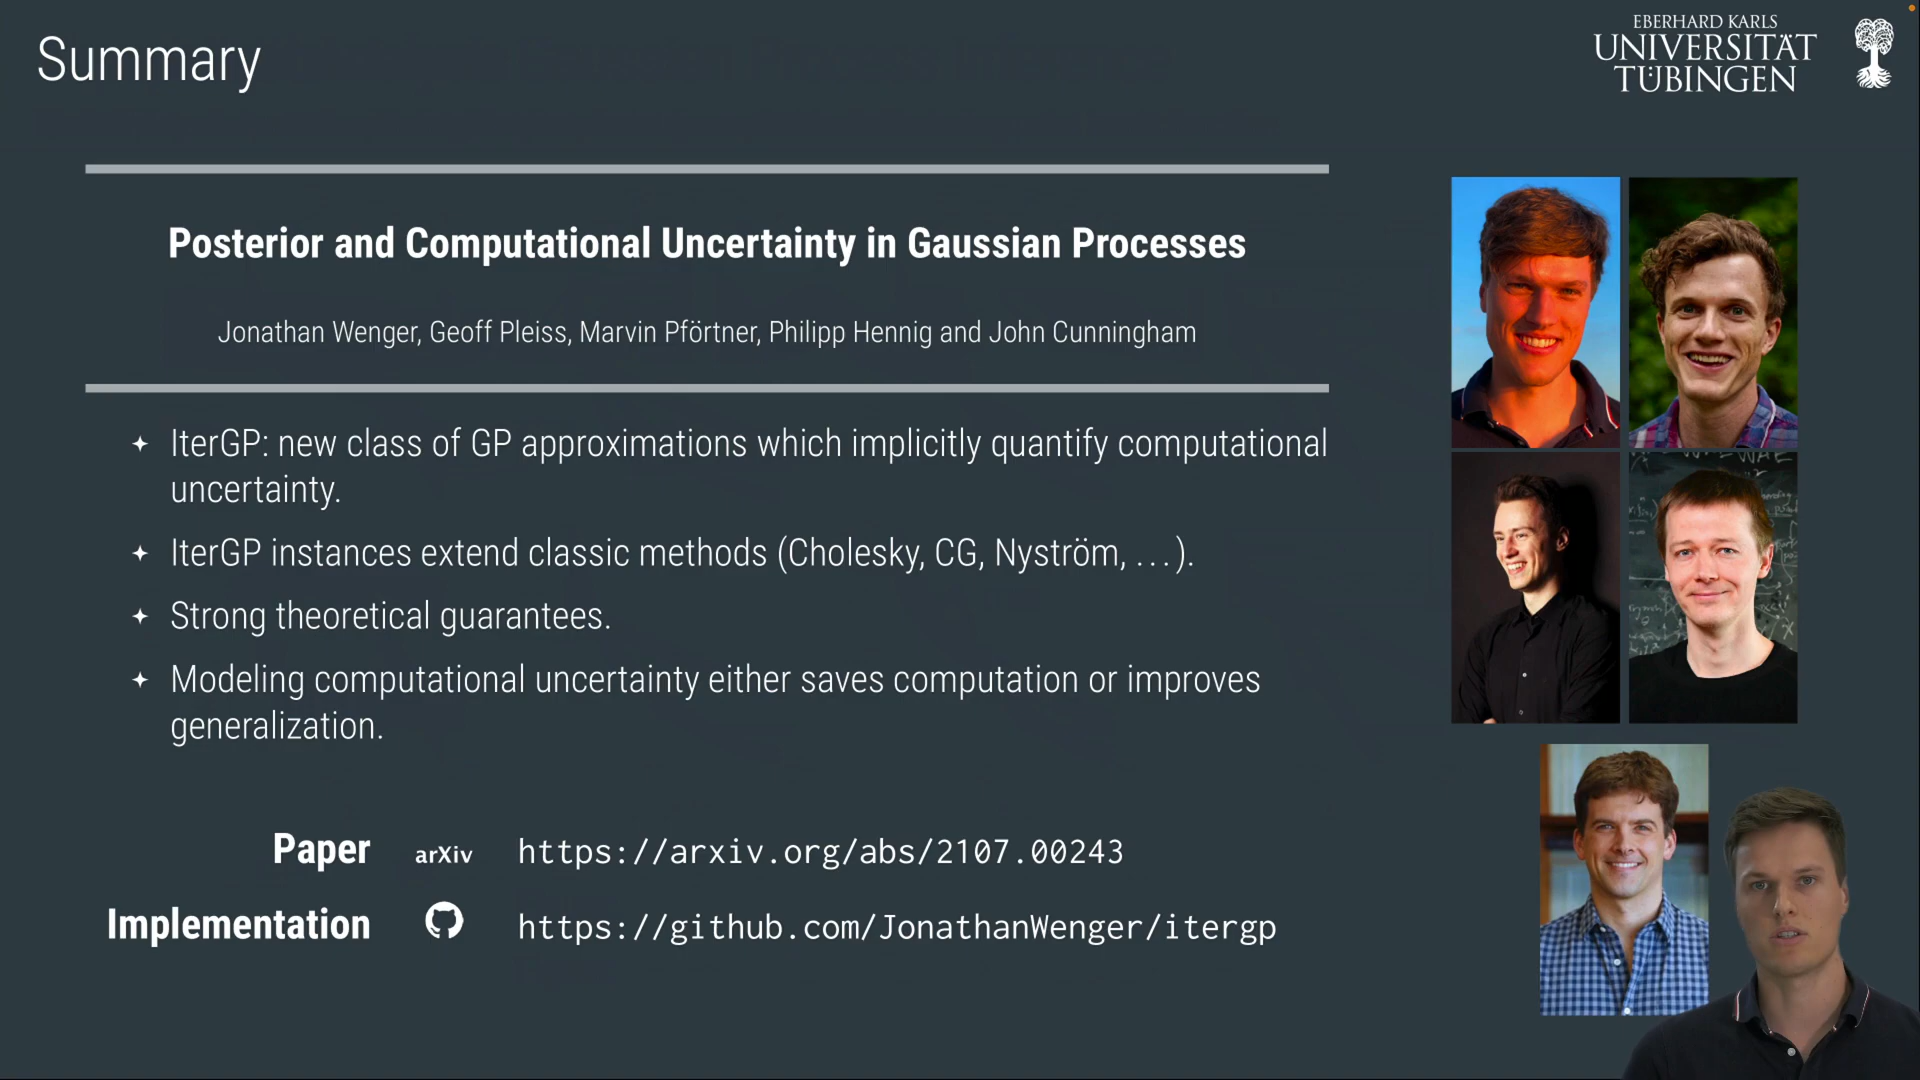 Summary
EBERHARD KARLS
UNIVERSITÄT
TÜBINGEN
Posterior and Computational Uncertainty in Gaussian Processes
Jonathan Wenger, Geoff Pleiss, Marvin Pförtner, Philipp Hennig and John Cunningham
✦ IterGP: new class of GP approximations which implicitly quantify computational
uncertainty.
✦ IterGP instances extend classic methods (Cholesky, CG, Nyström, …).
✦ Strong theoretical guarantees.
✦ Modeling computational uncertainty either saves computation or improves
generalization.
Paper arXiv https://arxiv.org/abs/2107.00243
Implementation https://github.com/JonathanWenger/itergp